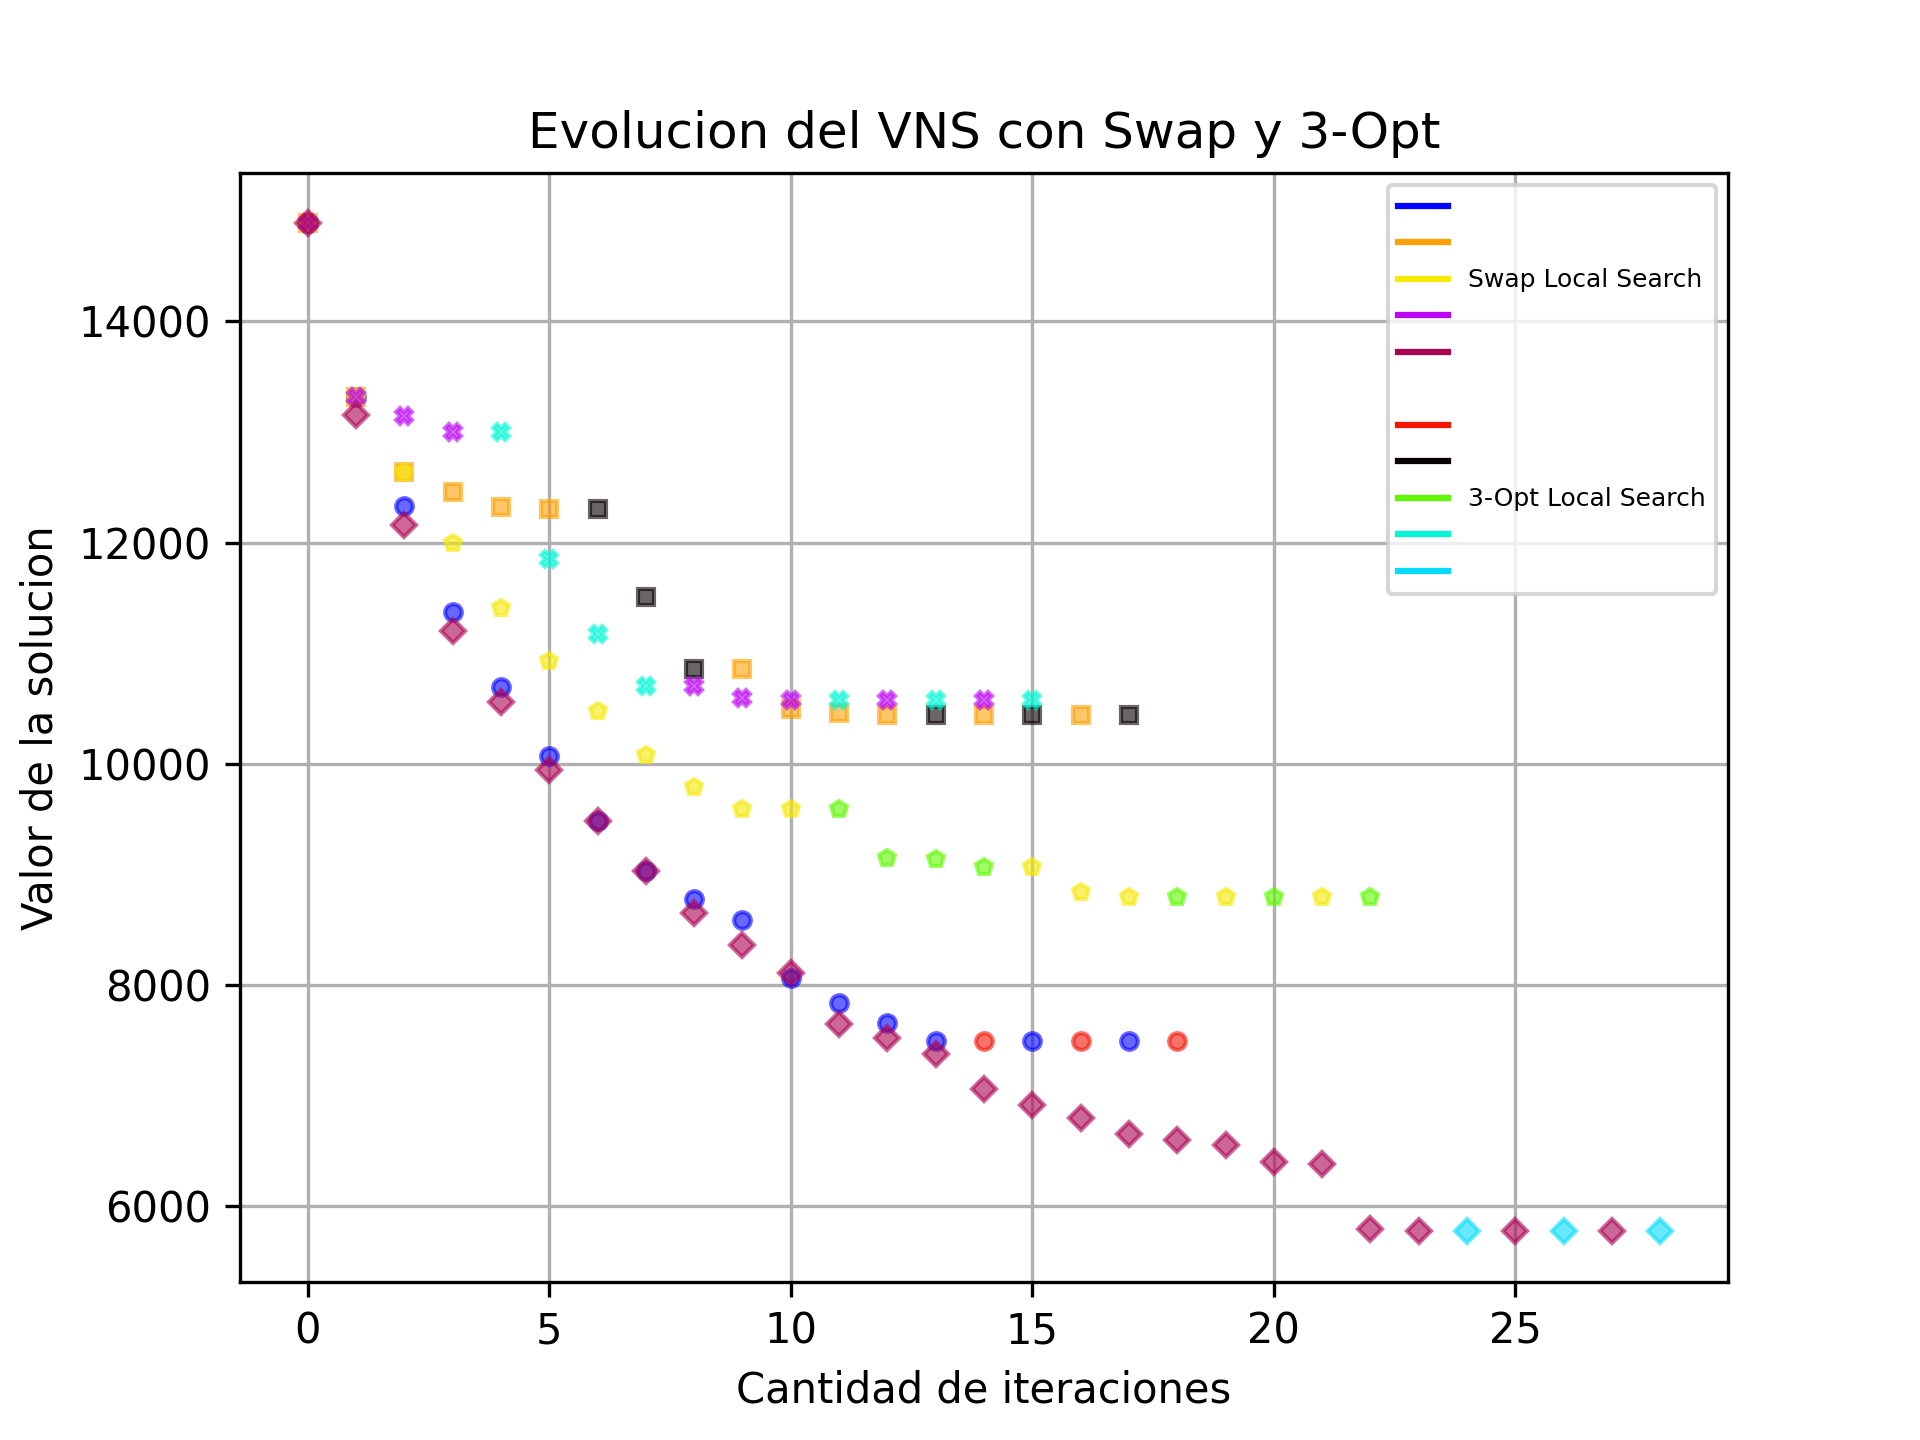 Evolucion del VNS con Swap y 3-Opt
Swap Local Search
3-Opt Local Search
Valor de la solucion
14000
12000
10000
8000
6000
0 5 10 15 20 25
Cantidad de iteraciones